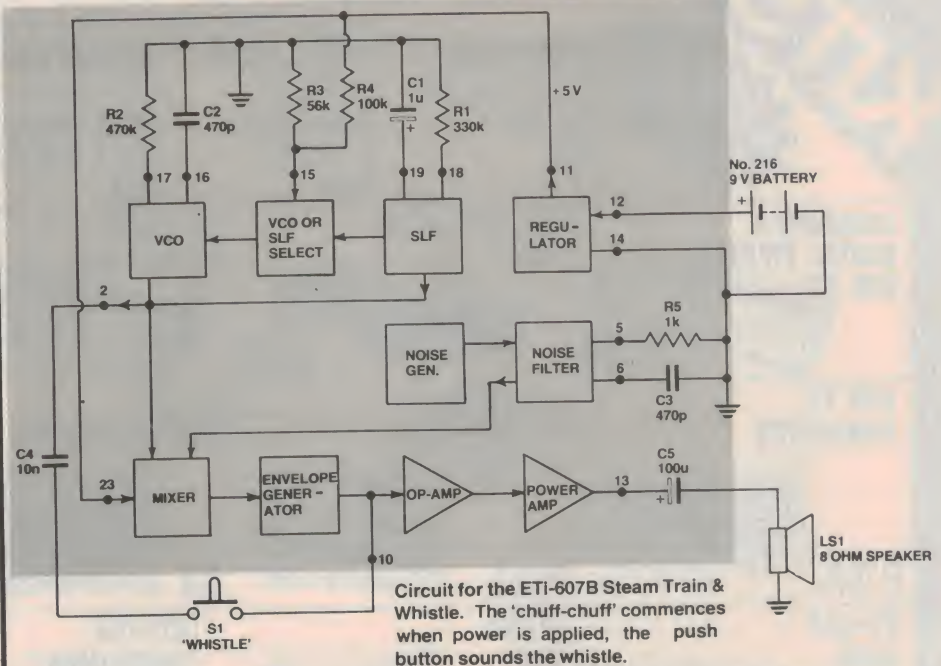 R2
470k
C2
470p
R3
56k
R4
100k
C1
1u
+
R1
330k
+5 V
17
16
15
19
18
11
No. 216
9 V BATTERY
+
12
14
VCO
VCO OR
SLF
SELECT
SLF
REGU-
LATOR
2
NOISE
GEN.
NOISE
FILTER
5
6
R5
1k
C3
470p
C4
10n
23
MIXER
ENVELOPE
GENER-
ATOR
OP-AMP
POWER
AMP
13
C5
100u
+
10
LS1
8 OHM SPEAKER
S1
'WHISTLE'
Circuit for the ETI-607B Steam Train &
Whistle. The 'chuff-chuff' commences
when power is applied, the push
button sounds the whistle.